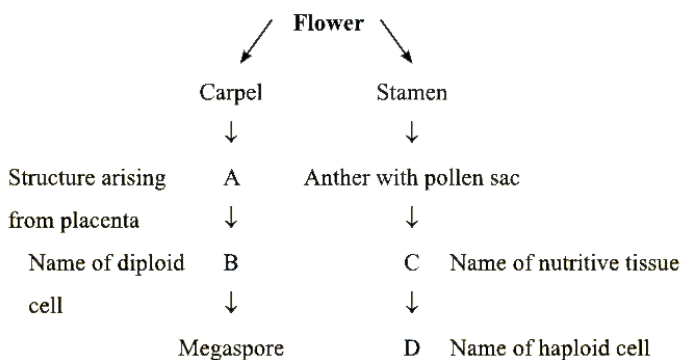 Flower
Carpel Stamen
Structure arising A Anther with pollen sac
from placenta
Name of diploid B C Name of nutritive tissue
cell
Megaspore D Name of haploid cell